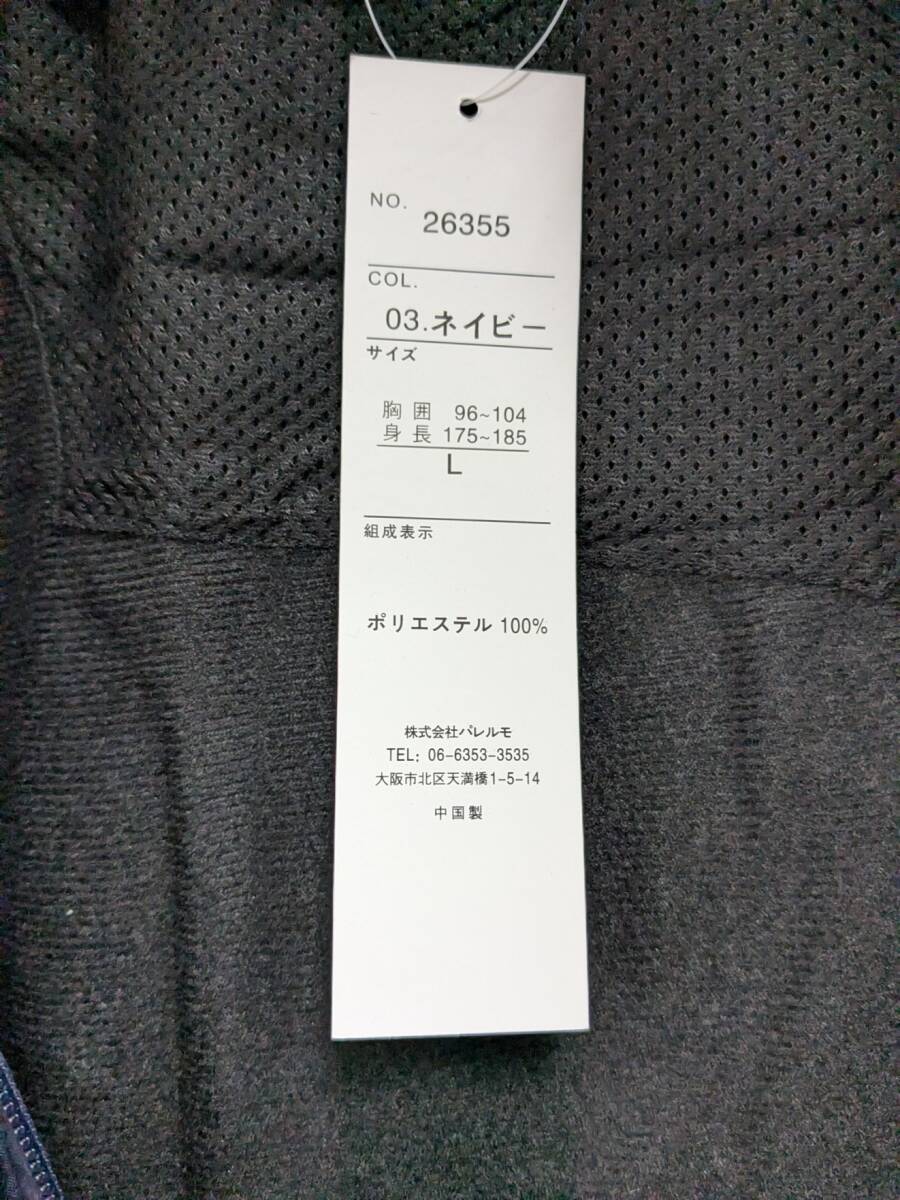 NO.
26355
COL.
03.ネイビー
サイズ
胸囲 96~104
身長 175~185
L
組成表示
ポリエステル 100%
株式会社パレルモ
TEL: 06-6353-3535
大阪市北区天満橋1-5-14
中国製